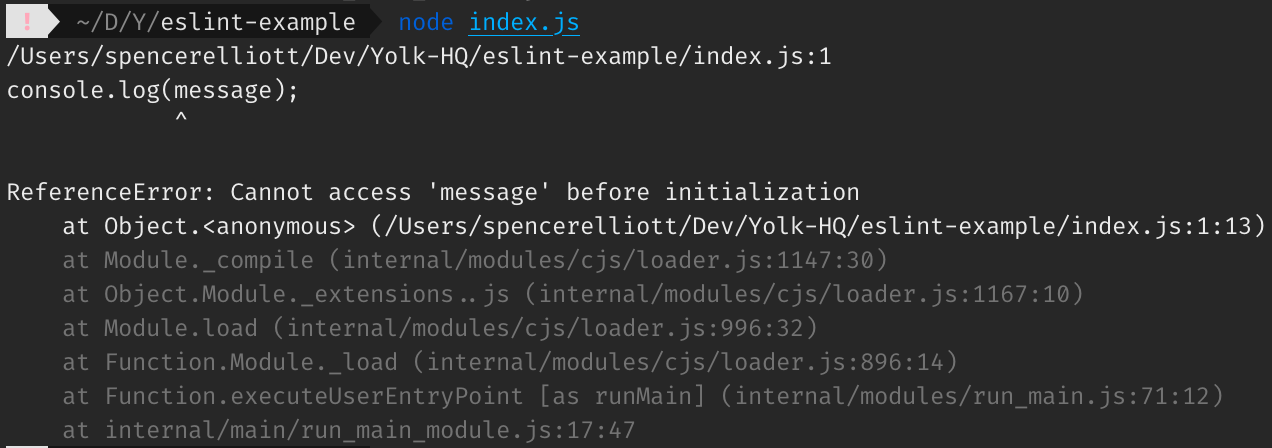 ! ~/D/Y/eslint-example node index.js
/Users/spencerelliott/Dev/Yolk-HQ/eslint-example/index.js:1
console.log(message);
^
ReferenceError: Cannot access 'message' before initialization
at Object.<anonymous> (/Users/spencerelliott/Dev/Yolk-HQ/eslint-example/index.js:1:13)
at Module._compile (internal/modules/cjs/loader.js:1147:30)
at Object.Module._extensions..js (internal/modules/cjs/loader.js:1167:10)
at Module.load (internal/modules/cjs/loader.js:996:32)
at Function.Module._load (internal/modules/cjs/loader.js:896:14)
at Function.executeUserEntryPoint [as runMain] (internal/modules/run_main.js:71:12)
at internal/main/run_main_module.js:17:47